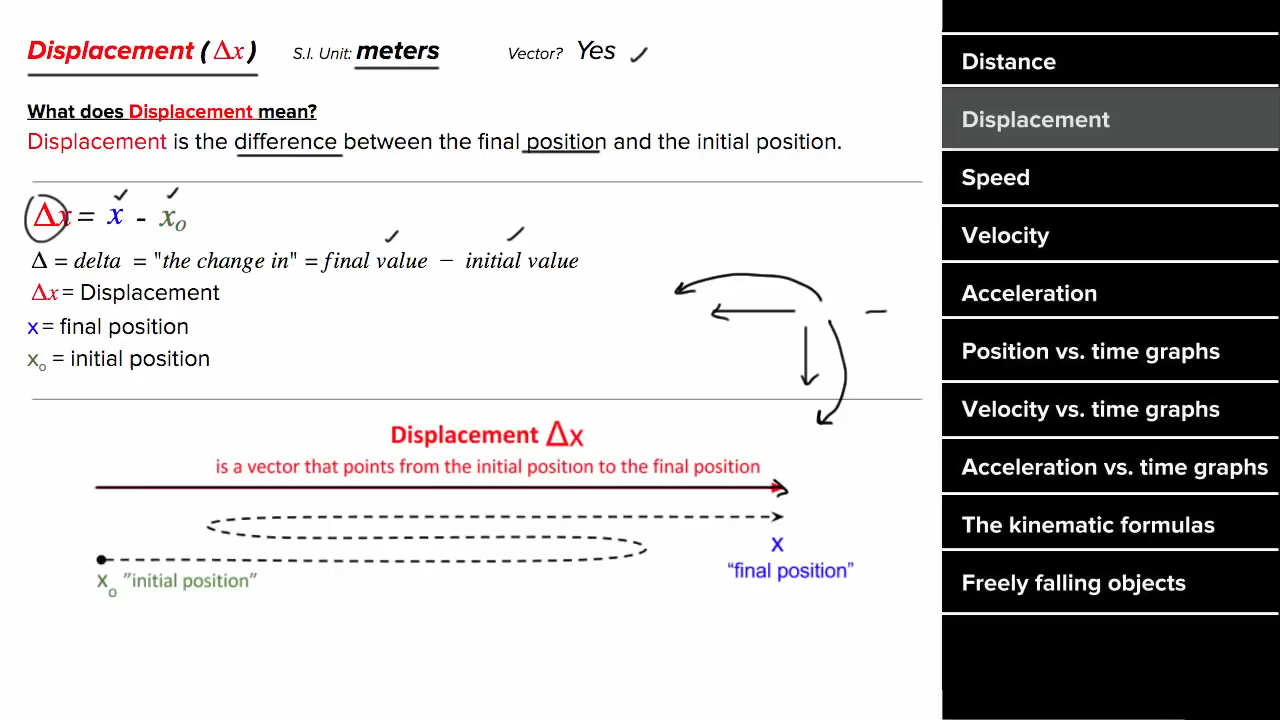 Displacement (Δx)   S.I. Unit: meters   Vector? Yes
What does Displacement mean?
Displacement is the difference between the final position and the initial position.
Δx = x - xo
Δ = delta = "the change in" = final value − initial value
Δx = Displacement
x = final position
xo = initial position
Displacement Δx
is a vector that points from the initial position to the final position
x
"final position"
xo "initial position"
Distance
Displacement
Speed
Velocity
Acceleration
Position vs. time graphs
Velocity vs. time graphs
Acceleration vs. time graphs
The kinematic formulas
Freely falling objects